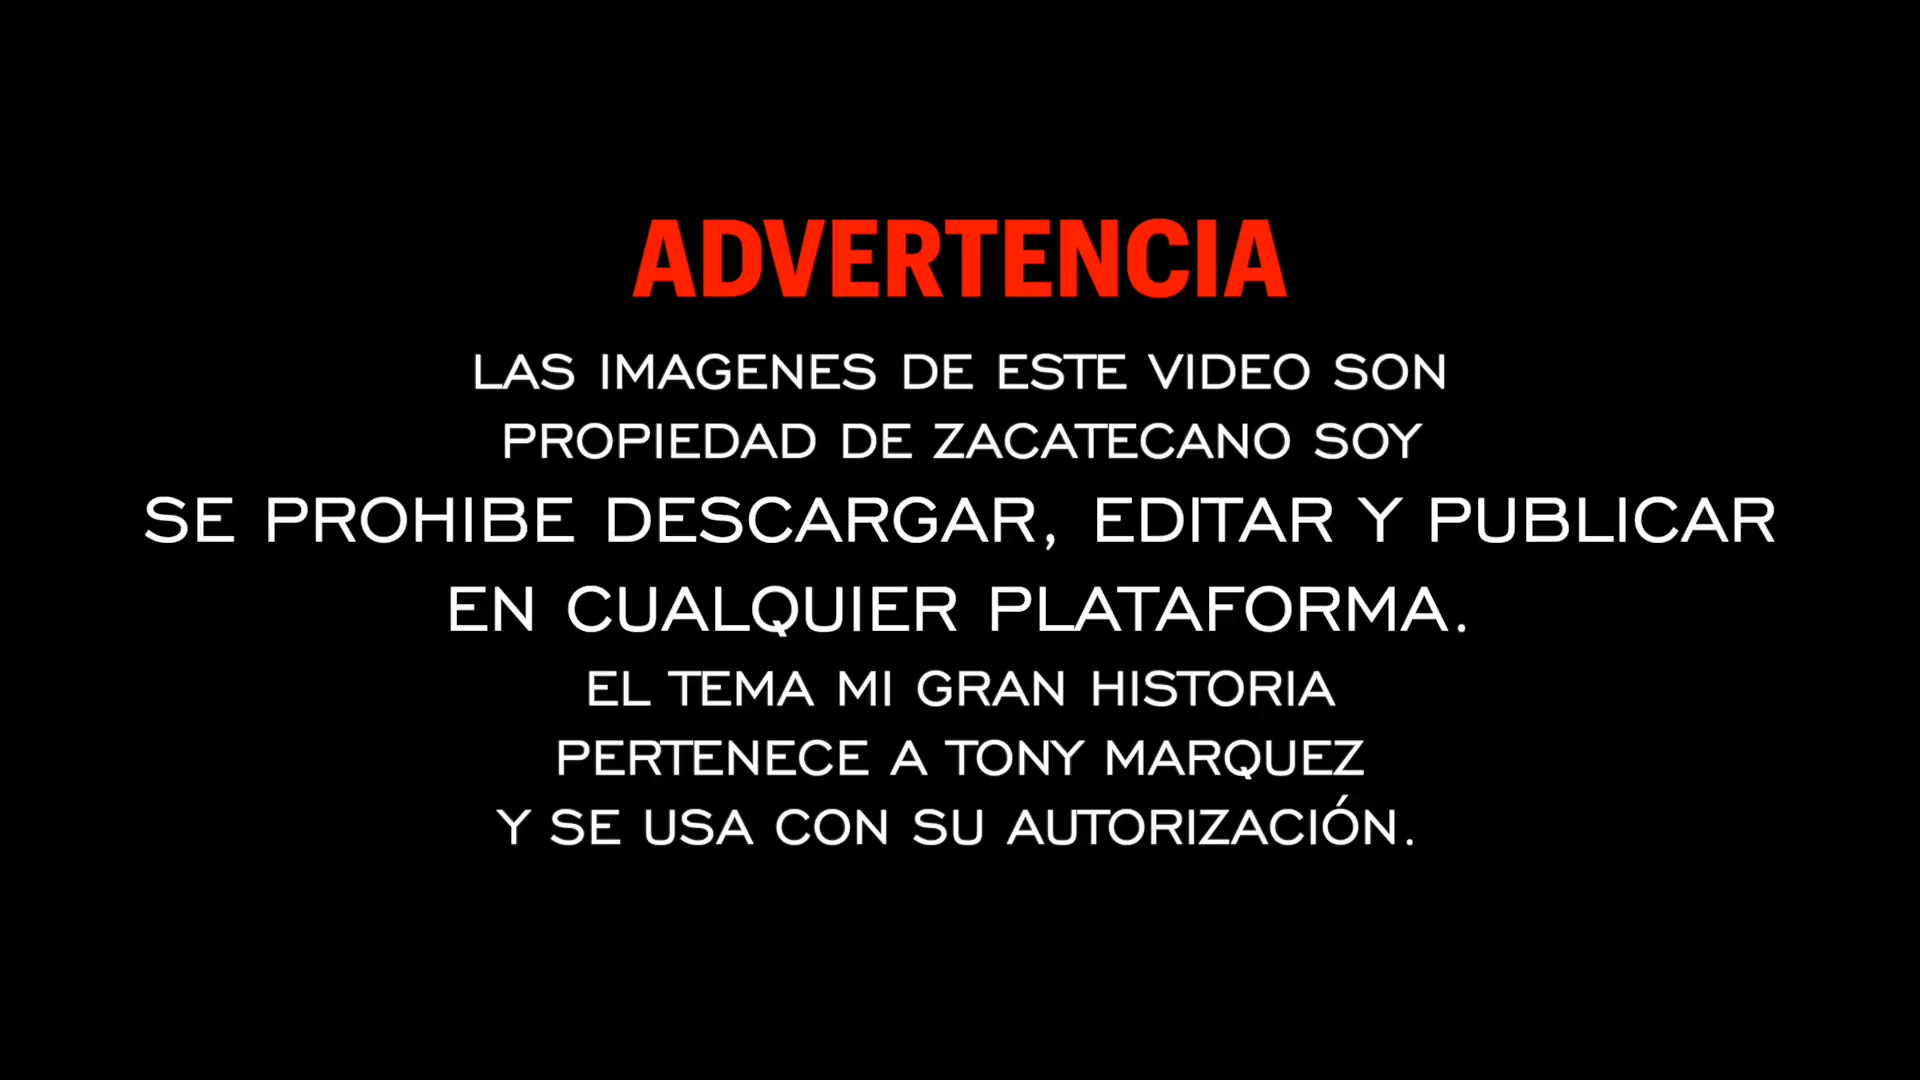 ADVERTENCIA
LAS IMAGENES DE ESTE VIDEO SON
PROPIEDAD DE ZACATECANO SOY
SE PROHIBE DESCARGAR, EDITAR Y PUBLICAR
EN CUALQUIER PLATAFORMA.
EL TEMA MI GRAN HISTORIA
PERTENECE A TONY MARQUEZ
Y SE USA CON SU AUTORIZACIÓN.